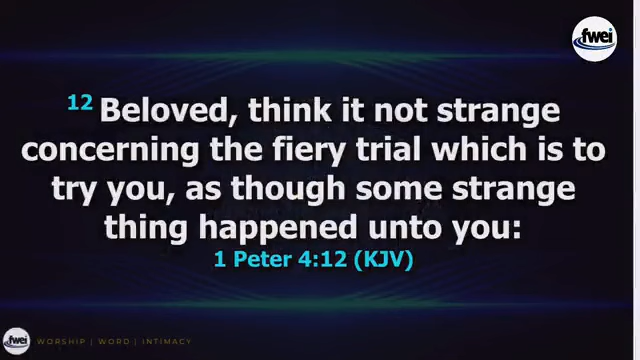 fwei
12 Beloved, think it not strange
concerning the fiery trial which is to
try you, as though some strange
thing happened unto you:
1 Peter 4:12 (KJV)
fwei
WORSHIP | WORD | INTIMACY